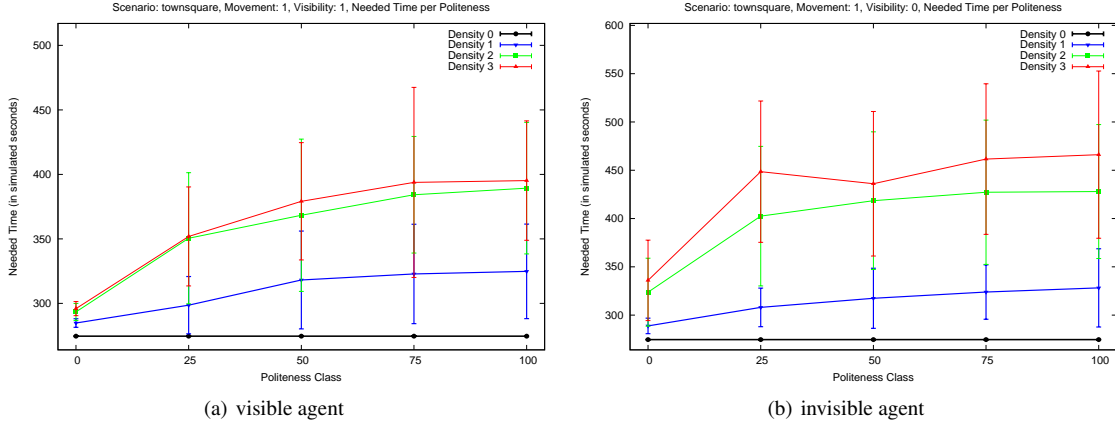 Scenario: townsquare, Movement: 1, Visibility: 1, Needed Time per Politeness
500
450
400
350
300
Needed Time (in simulated seconds)
Density 0
Density 1
Density 2
Density 3
0 25 50 75 100
Politeness Class
(a) visible agent
Scenario: townsquare, Movement: 1, Visibility: 0, Needed Time per Politeness
600
550
500
450
400
350
300
Needed Time (in simulated seconds)
Density 0
Density 1
Density 2
Density 3
0 25 50 75 100
Politeness Class
(b) invisible agent